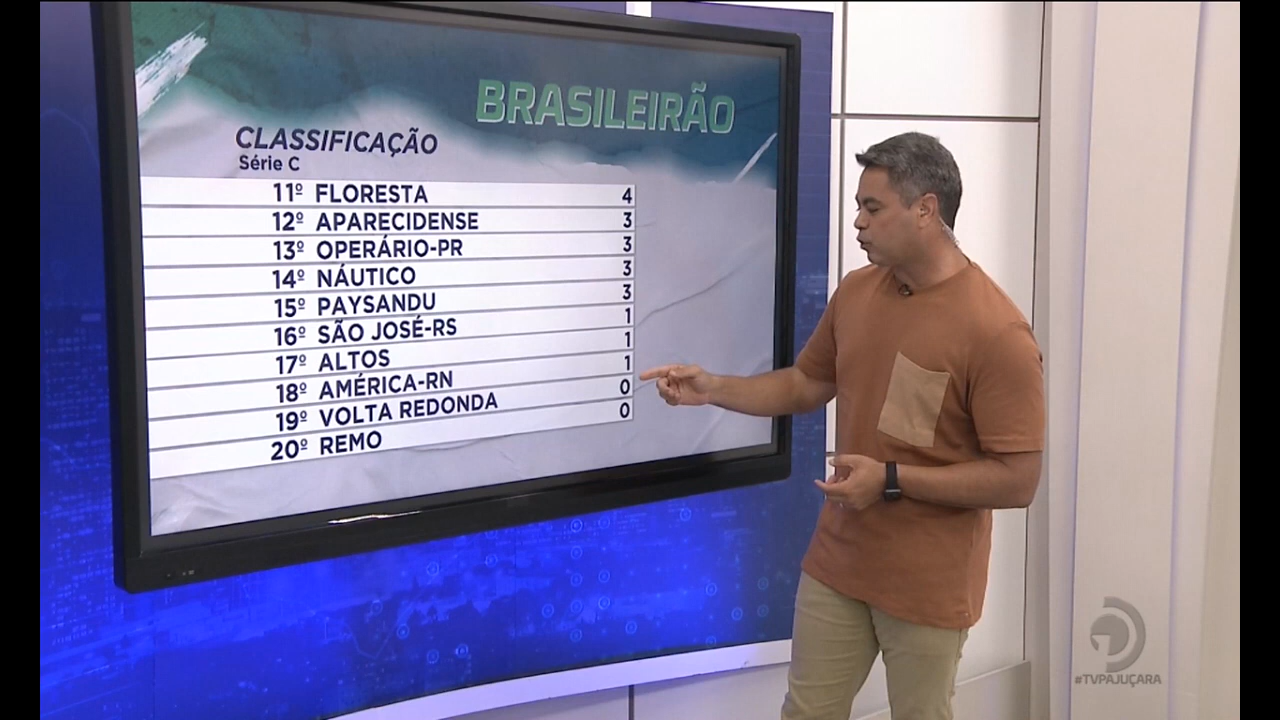 BRASILEIRÃO
CLASSIFICAÇÃO
Série C
11º FLORESTA 4
12º APARECIDENSE 3
13º OPERÁRIO-PR 3
14º NÁUTICO 3
15º PAYSANDU 3
16º SÃO JOSÉ-RS 1
17º ALTOS 1
18º AMÉRICA-RN 1
19º VOLTA REDONDA 0
20º REMO 0
#TVPAJUÇARA